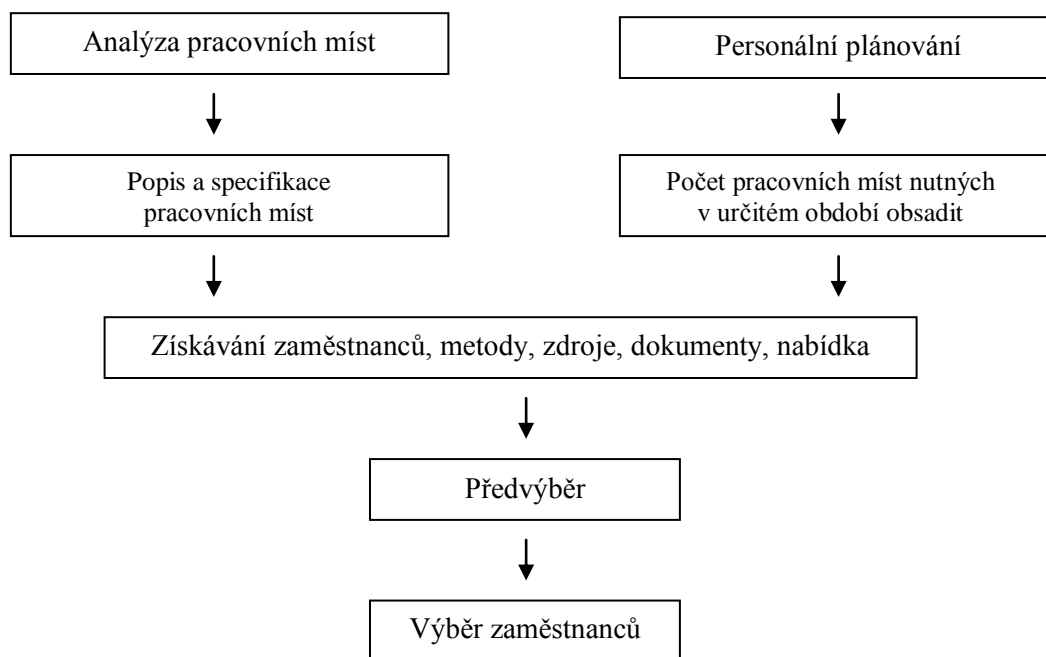 Analýza pracovních míst
Personální plánování
Popis a specifikace
pracovních míst
Počet pracovních míst nutných
v určitém období obsadit
Získávání zaměstnanců, metody, zdroje, dokumenty, nabídka
Předvýběr
Výběr zaměstnanců